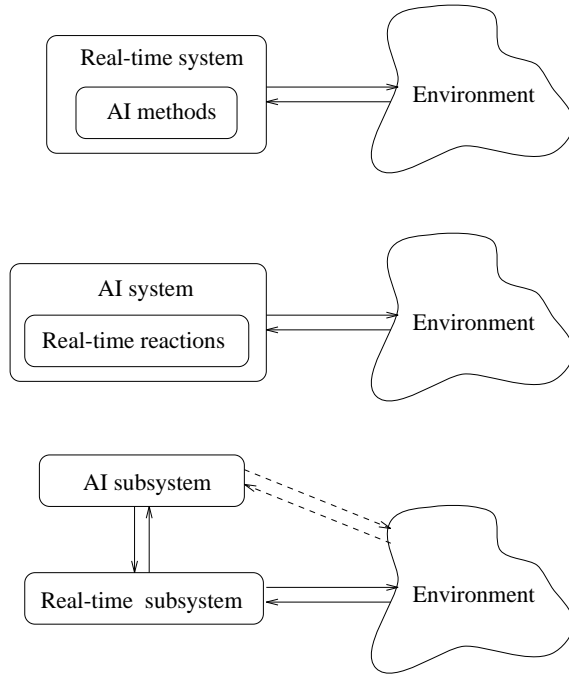 Real-time system
AI methods
Environment
AI system
Real-time reactions
Environment
AI subsystem
Real-time subsystem
Environment